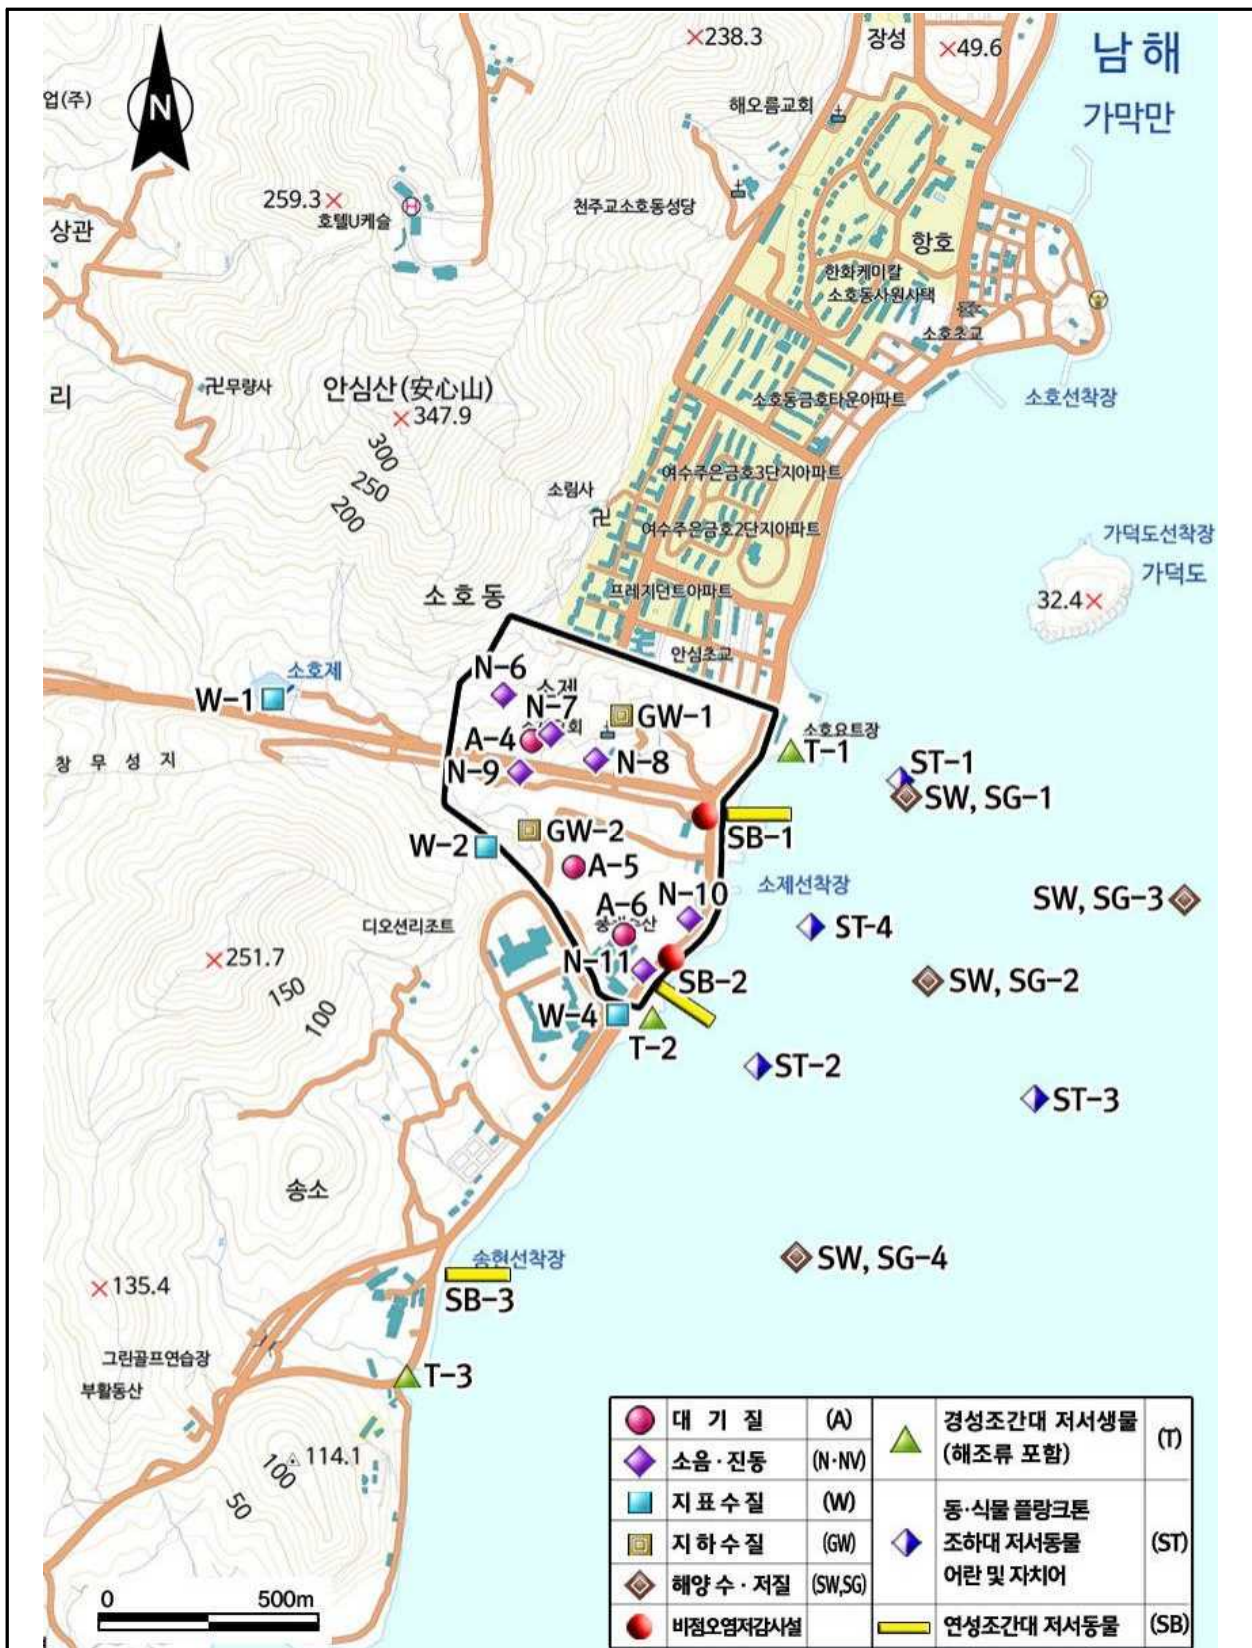 238.3
장성
49.6
남해
가막만
업(주)
N
해오름교회
259.3
호텔U케슬
H
천주교소호동성당
상관
항호
한화케미칼
소호동사원사택
소호초교
리
卍무량사
안심산(安心山)
347.9
소호동금호타운아파트
소호선착장
300
250
200
여수주은금호3단지아파트
소림사
卍
여수주은금호2단지아파트
가덕도선착장
가덕도
32.4
소호동
프레지던트아파트
안심초교
소호제
W-1
N-6
소제
N-7
GW-1
A-4
회
N-8
N-9
소호요트장
T-1
창무성지
ST-1
SW, SG-1
GW-2
W-2
SB-1
A-5
소제선착장
SW, SG-3
A-6
N-10
산
ST-4
디오션리조트
251.7
N-11
SB-2
SW, SG-2
150
100
W-4
T-2
ST-2
ST-3
송소
송현선착장
SW, SG-4
135.4
SB-3
그린골프연습장
부활동산
T-3
114.1
100
50
0 500m
대기질 (A)
소음·진동 (N·NV)
지표수질 (W)
지하수질 (GW)
해양수·저질 (SW,SG)
비점오염저감시설
경성조간대 저서생물
(해조류 포함) (T)
동·식물 플랑크톤
조하대 저서동물 (ST)
어란 및 자치어
연성조간대 저서동물 (SB)